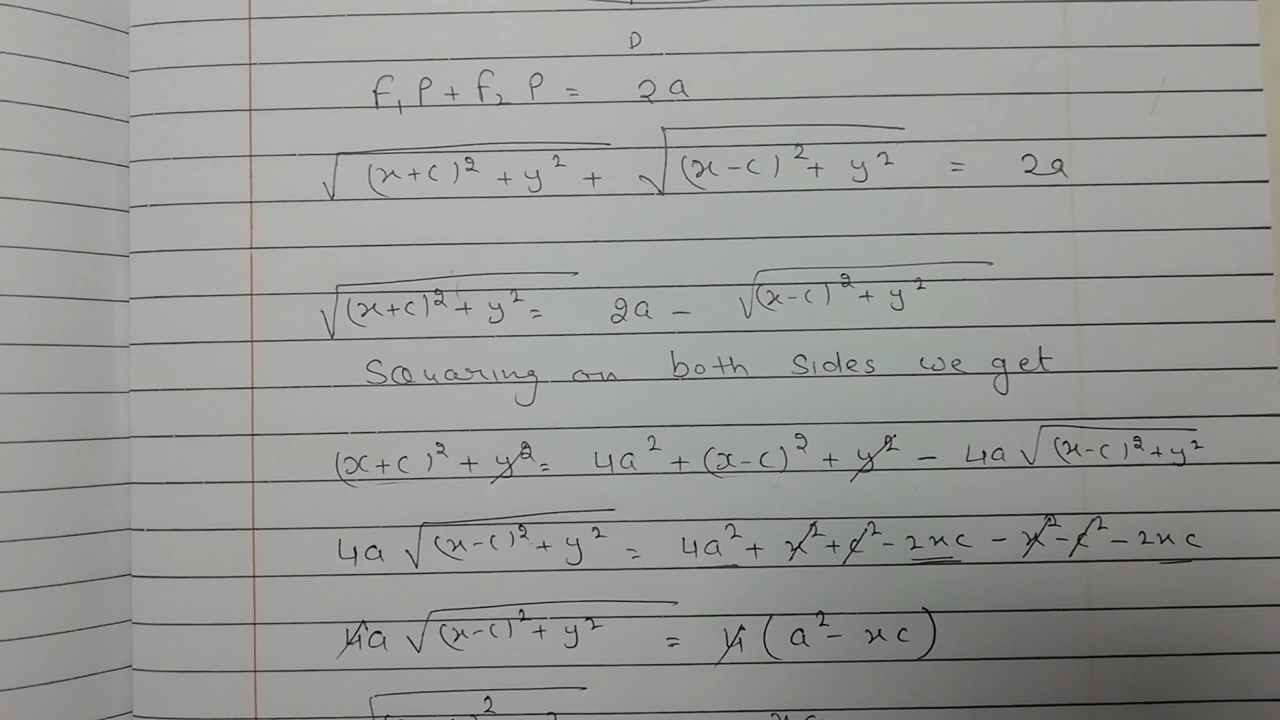 D
F₁P + F₂P = 2a
√((x+c)² + y²) + √((x-c)² + y²) = 2a
√((x+c)² + y²) = 2a - √((x-c)² + y²)
Squaring on both sides we get
(x+c)² + y² = 4a² + (x-c)² + y² - 4a√((x-c)² + y²)
4a√((x-c)² + y²) = 4a² + x² + c² - 2xc - x² - c² - 2xc
4a√((x-c)² + y²) = 4(a² - xc)